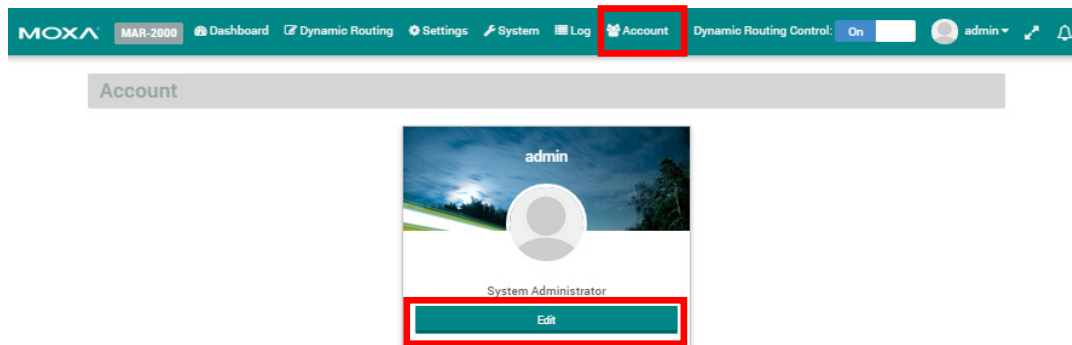 MOXA MAR-2000 Dashboard Dynamic Routing Settings System Log Account Dynamic Routing Control: On admin
Account
admin
System Administrator
Edit